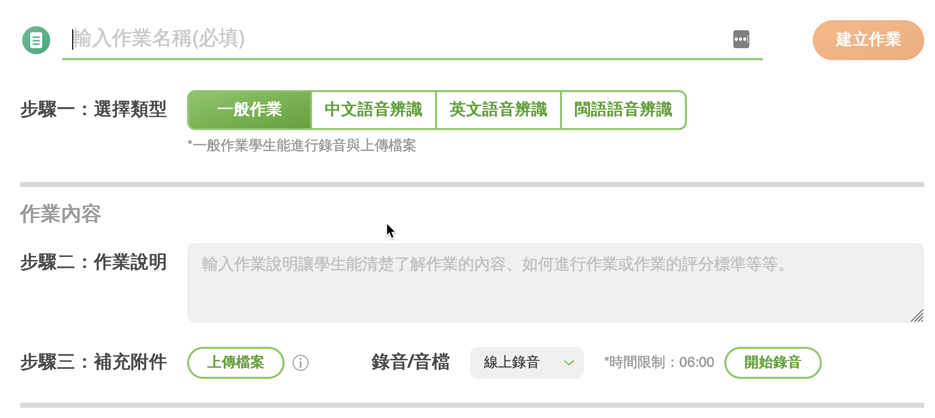 輸入作業名稱(必填)
建立作業
步驟一：選擇類型
一般作業
中文語音辨識
英文語音辨識
閩語語音辨識
*一般作業學生能進行錄音與上傳檔案
作業內容
步驟二：作業說明
輸入作業說明讓學生能清楚了解作業的內容、如何進行作業或作業的評分標準等等。
步驟三：補充附件
上傳檔案
錄音/音檔
線上錄音
*時間限制：06:00
開始錄音